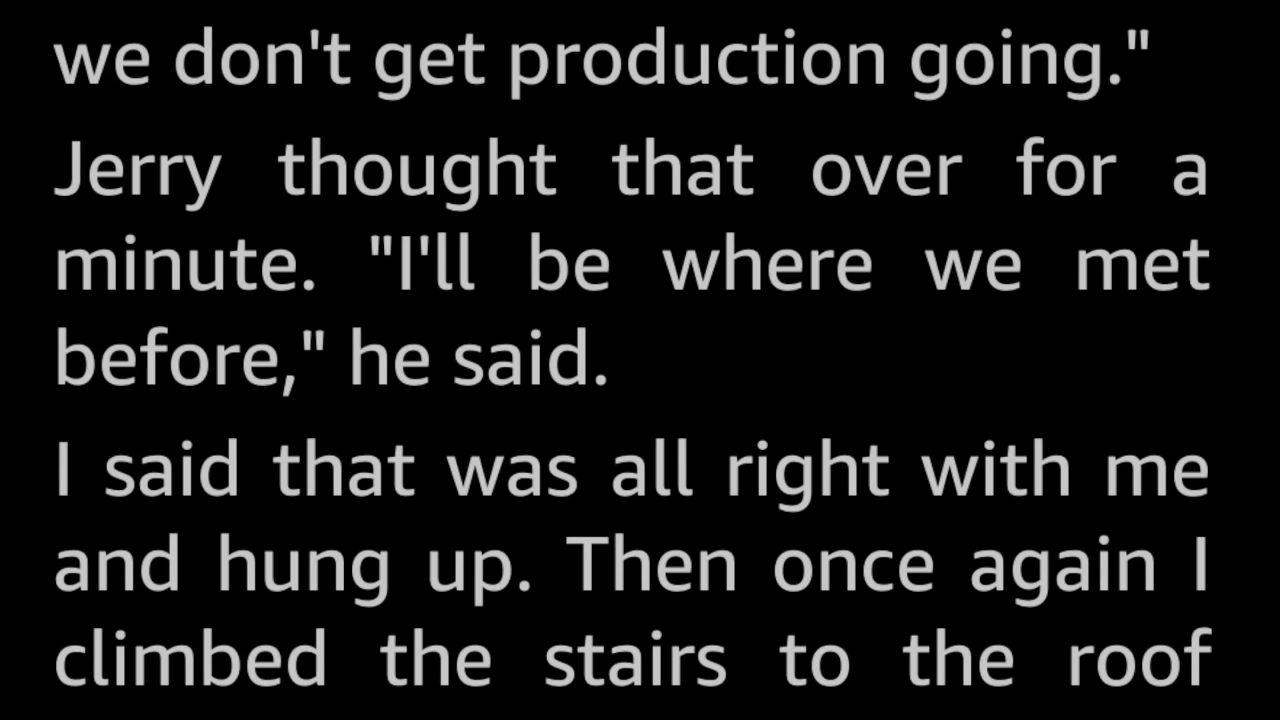 we don't get production going."
Jerry thought that over for a
minute. "I'll be where we met
before," he said.
I said that was all right with me
and hung up. Then once again I
climbed the stairs to the roof